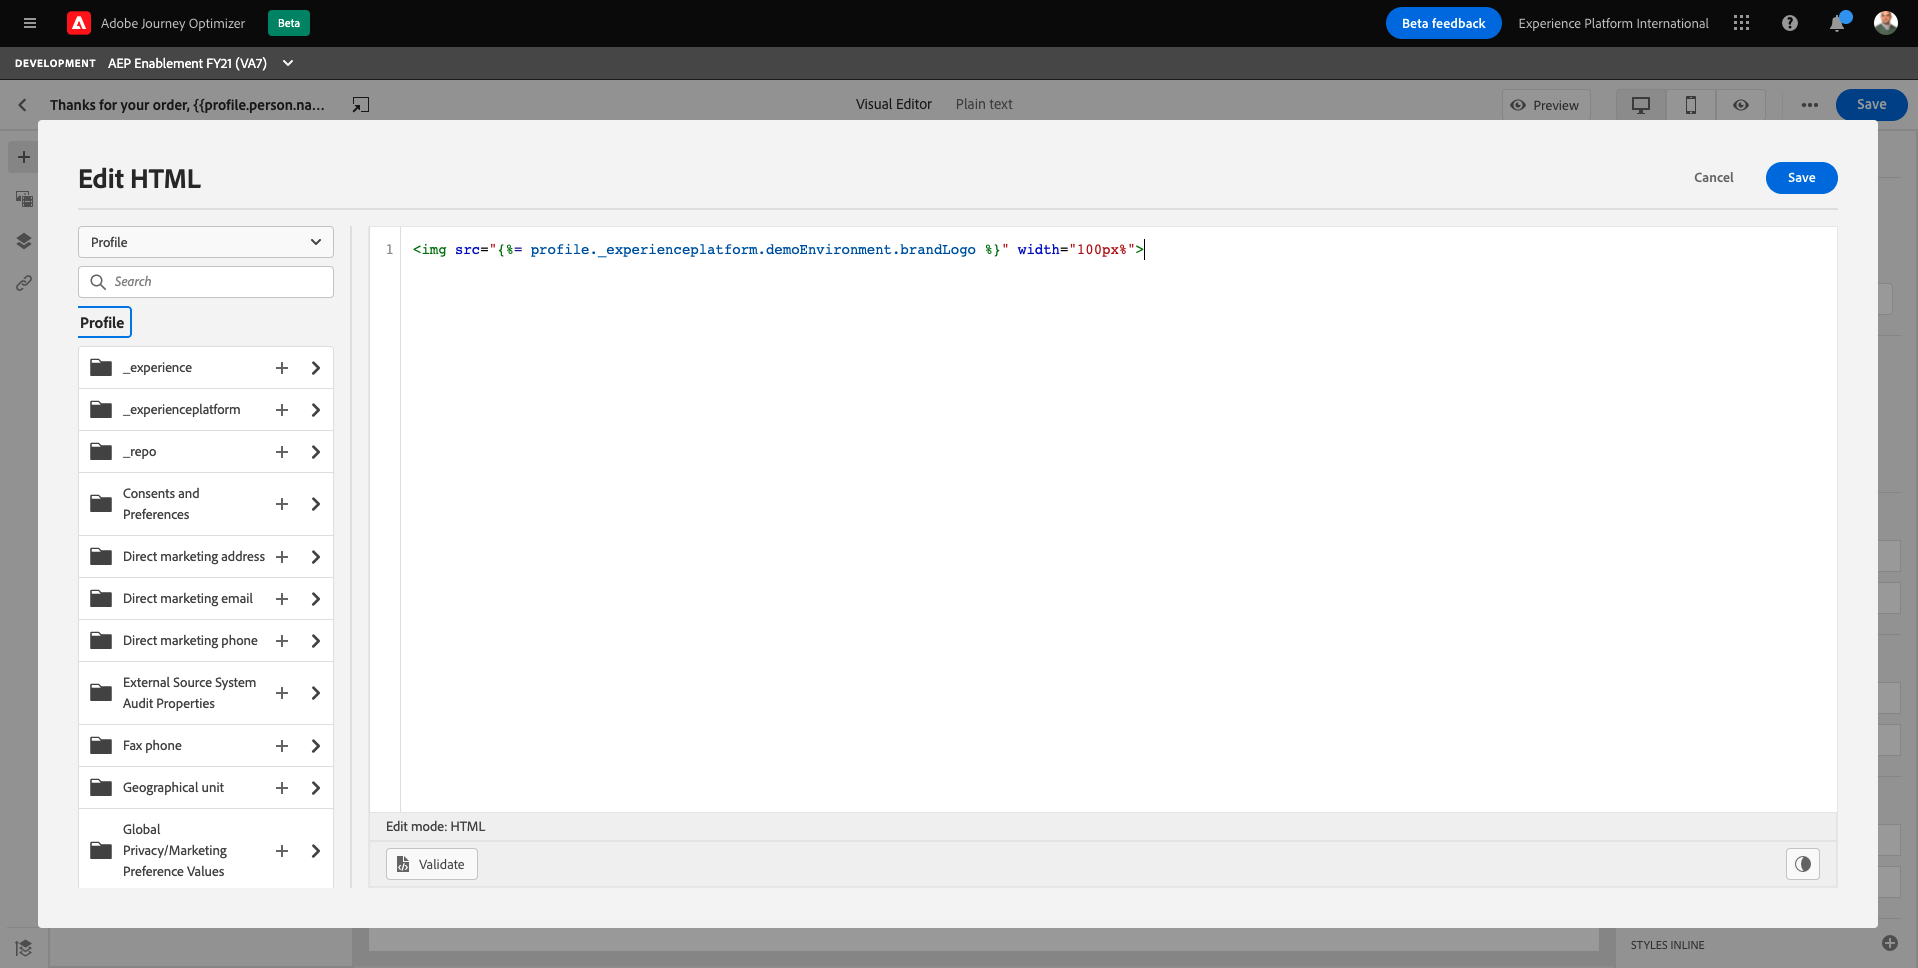 Adobe Journey Optimizer Beta Beta feedback Experience Platform International
DEVELOPMENT AEP Enablement FY21 (VA7)
Thanks for your order, {{profile.person.na... Visual Editor Plain text Preview Save
Edit HTML Cancel Save
Profile
Search
Profile
_experience
_experienceplatform
_repo
Consents and
Preferences
Direct marketing address
Direct marketing email
Direct marketing phone
External Source System
Audit Properties
Fax phone
Geographical unit
Global
Privacy/Marketing
Preference Values
1 <img src="{%= profile._experienceplatform.demoEnvironment.brandLogo %}" width="100px%">
Edit mode: HTML
Validate
STYLES INLINE